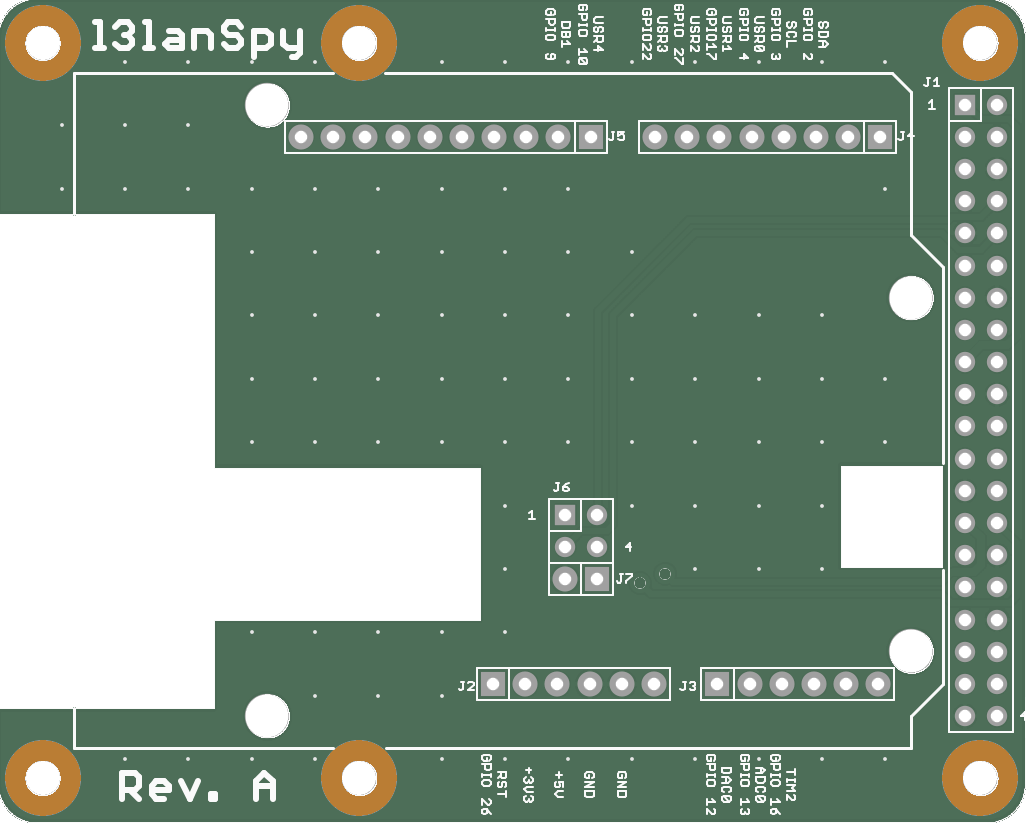 l3lanSpy
GPIO 9
DB1
GPIO 10
USR4
GPIO22
USR3
GPIO 27
USR2
GPIO17
USR1
GPIO 4
USR0
GPIO 3
SCL
GPIO 2
SDA
J1
1
J5
J4
J6
1
4
J7
J2
J3
Rev. A
GPIO 26
RST
+3V3
+5V
GND
GND
GPIO 12
DAC0
GPIO 13
ADC0
GPIO 16
TIM2